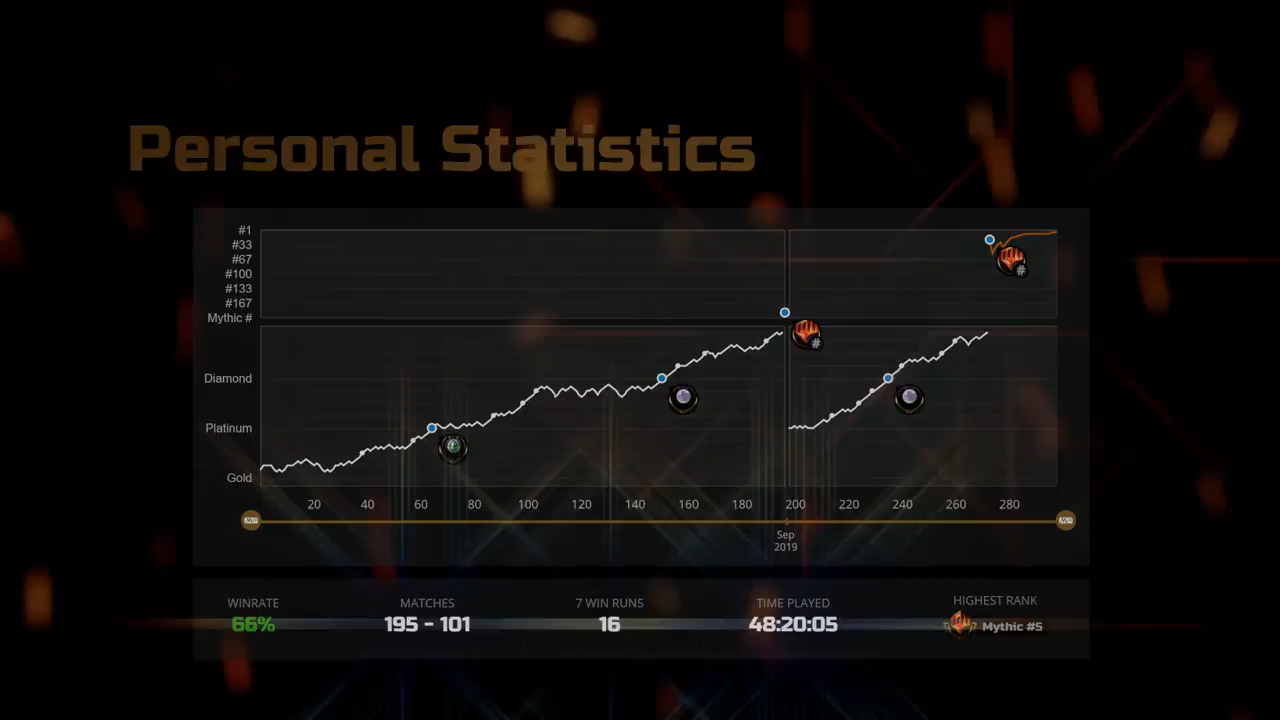 Personal Statistics
#1
#33
#67
#100
#133
#167
Mythic #
#
#
Diamond
Platinum
Gold
20 40 60 80 100 120 140 160 180 200 220 240 260 280
Sep
2019
WINRATE MATCHES 7 WIN RUNS TIME PLAYED HIGHEST RANK
66% 195 - 101 16 48:20:05 Mythic #5